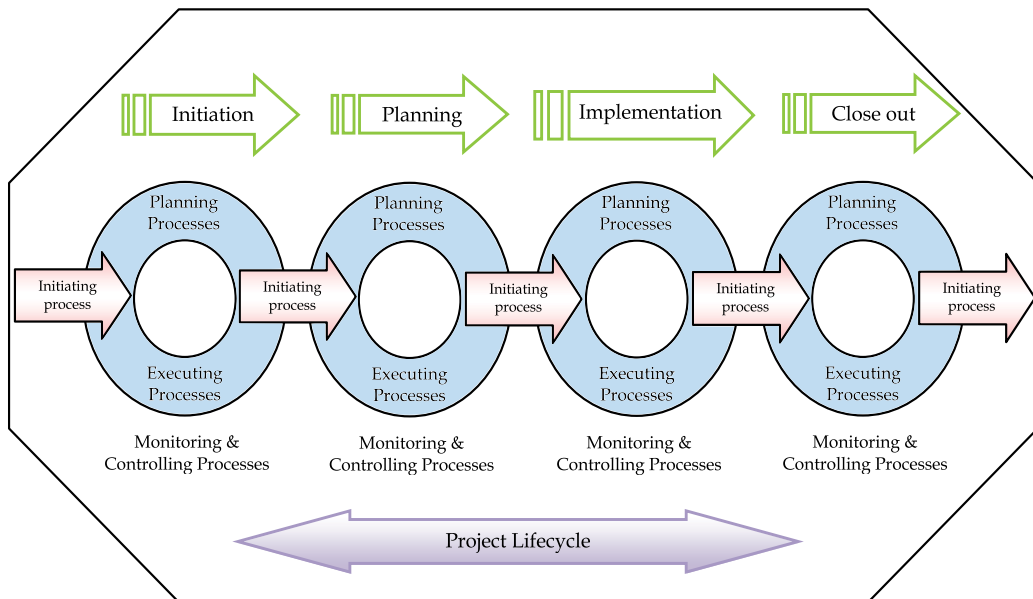 Initiation
Planning
Implementation
Close out
Planning
Processes
Planning
Processes
Planning
Processes
Planning
Processes
Initiating
process
Initiating
process
Initiating
process
Initiating
process
Initiating
process
Executing
Processes
Executing
Processes
Executing
Processes
Executing
Processes
Monitoring &
Controlling Processes
Monitoring &
Controlling Processes
Monitoring &
Controlling Processes
Monitoring &
Controlling Processes
Project Lifecycle